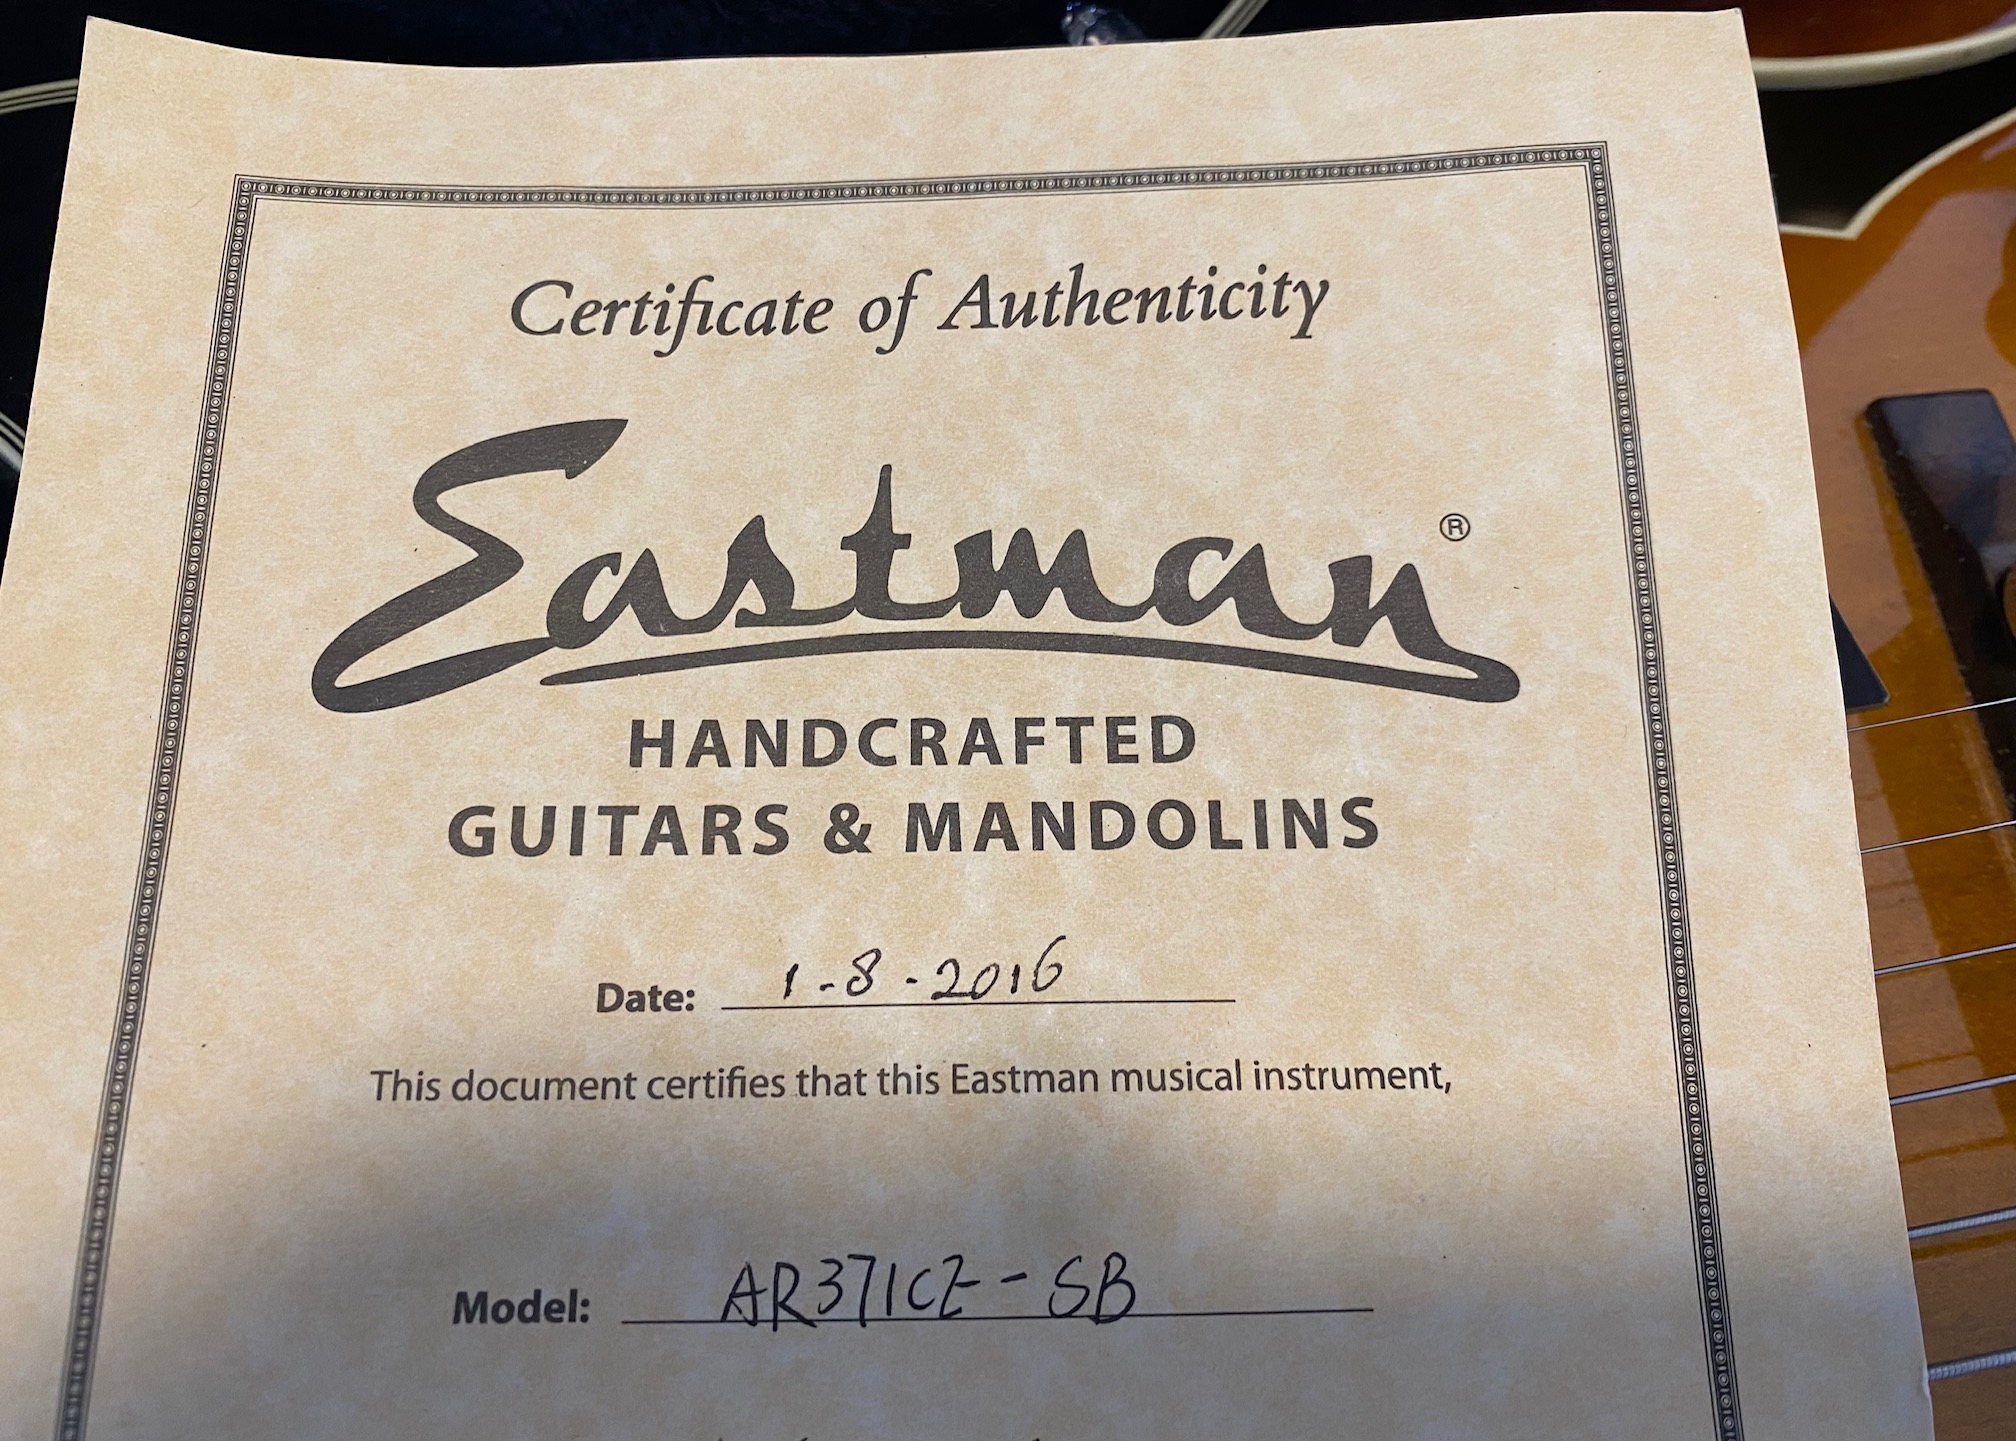 Certificate of Authenticity
Eastman®
HANDCRAFTED
GUITARS & MANDOLINS
Date: 1-8-2016
This document certifies that this Eastman musical instrument,
Model: AR371CE-SB